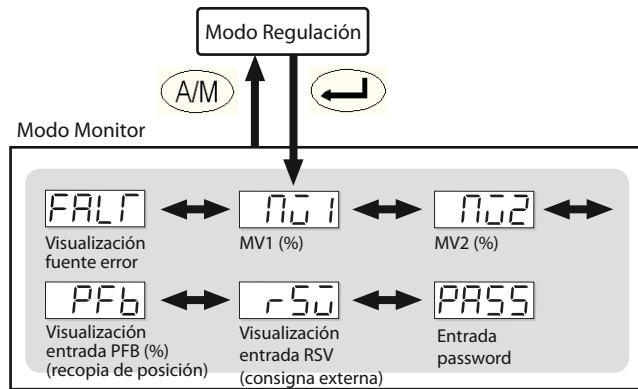 Modo Regulación
A/M
Modo Monitor
FALT
Mv1
Mv2
Visualización
fuente error
MV1 (%)
MV2 (%)
PFb
rSv
PASS
Visualización
entrada PFB (%)
(recopia de posición)
Visualización
entrada RSV
(consigna externa)
Entrada
password